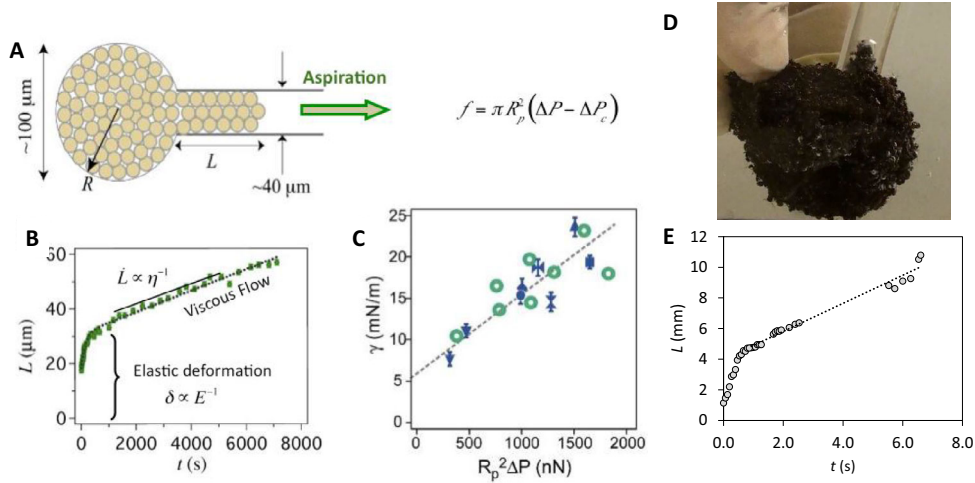 A
~100 μm
R
L
~40 μm
Aspiration
f = πR_p^2(ΔP − ΔP_c)
D
B
60
40
20
0
L (μm)
L̇ ∝ η⁻¹
Viscous Flow
Elastic deformation
δ ∝ E⁻¹
0 2000 4000 6000 8000
t (s)
C
25
20
15
10
5
0
γ (mN/m)
0 500 1000 1500 2000
R_p²ΔP (nN)
E
12
10
8
6
4
2
0
L (mm)
0.0 2.0 4.0 6.0 8.0
t (s)